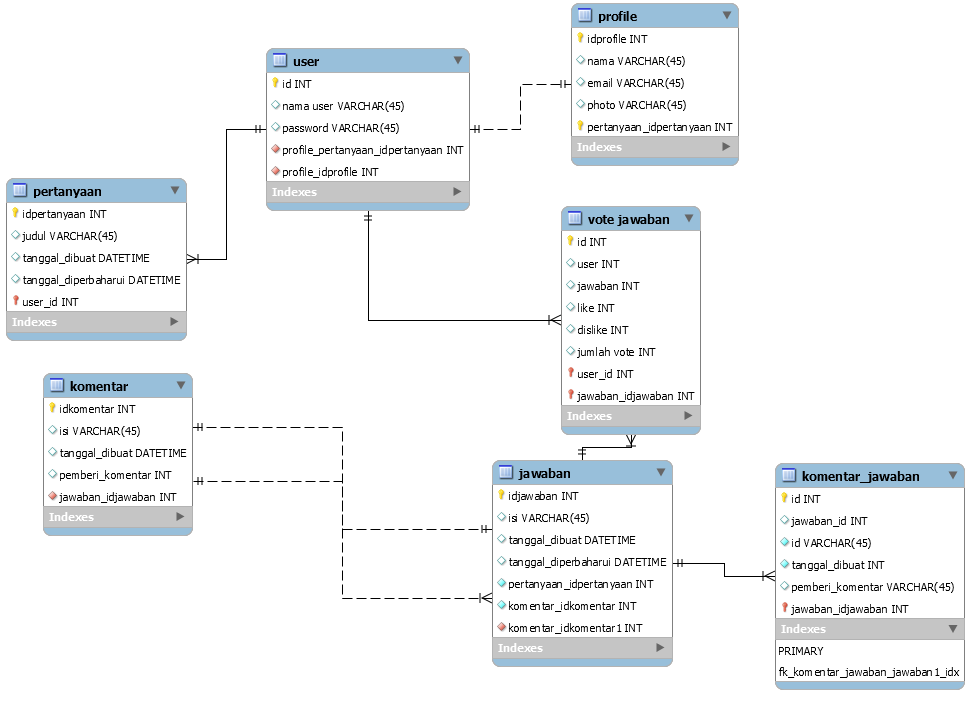 profile
idprofile INT
nama VARCHAR(45)
email VARCHAR(45)
photo VARCHAR(45)
pertanyaan_idpertanyaan INT
Indexes
user
id INT
nama user VARCHAR(45)
password VARCHAR(45)
profile_pertanyaan_idpertanyaan INT
profile_idprofile INT
Indexes
pertanyaan
idpertanyaan INT
judul VARCHAR(45)
tanggal_dibuat DATETIME
tanggal_diperbaharui DATETIME
user_id INT
Indexes
vote jawaban
id INT
user INT
jawaban INT
like INT
dislike INT
jumlah vote INT
user_id INT
jawaban_idjawaban INT
Indexes
komentar
idkomentar INT
isi VARCHAR(45)
tanggal_dibuat DATETIME
pemberi_komentar INT
jawaban_idjawaban INT
Indexes
jawaban
idjawaban INT
isi VARCHAR(45)
tanggal_dibuat DATETIME
tanggal_diperbaharui DATETIME
pertanyaan_idpertanyaan INT
komentar_idkomentar INT
komentar_idkomentar1 INT
Indexes
komentar_jawaban
id INT
jawaban_id INT
id VARCHAR(45)
tanggal_dibuat INT
pemberi_komentar VARCHAR(45)
jawaban_idjawaban INT
Indexes
PRIMARY
fk_komentar_jawaban_jawaban1_idx